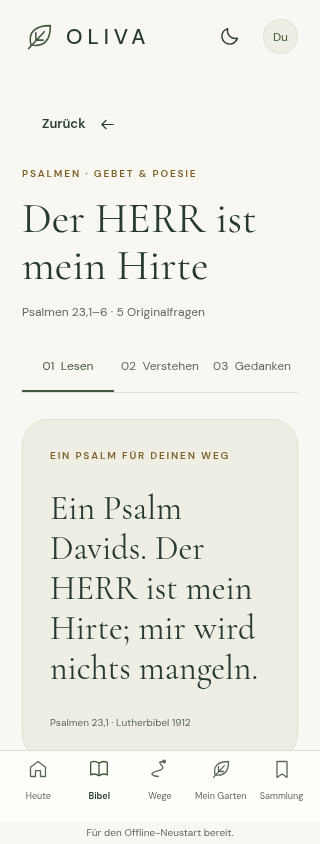 OLIVA
Du
Zurück ←
PSALMEN · GEBET & POESIE
Der HERR ist
mein Hirte
Psalmen 23,1–6 · 5 Originalfragen
01 Lesen 02 Verstehen 03 Gedanken
EIN PSALM FÜR DEINEN WEG
Ein Psalm
Davids. Der
HERR ist mein
Hirte; mir wird
nichts mangeln.
Psalmen 23,1 · Lutherbibel 1912
Heute Bibel Wege Mein Garten Sammlung
Für den Offline-Neustart bereit.